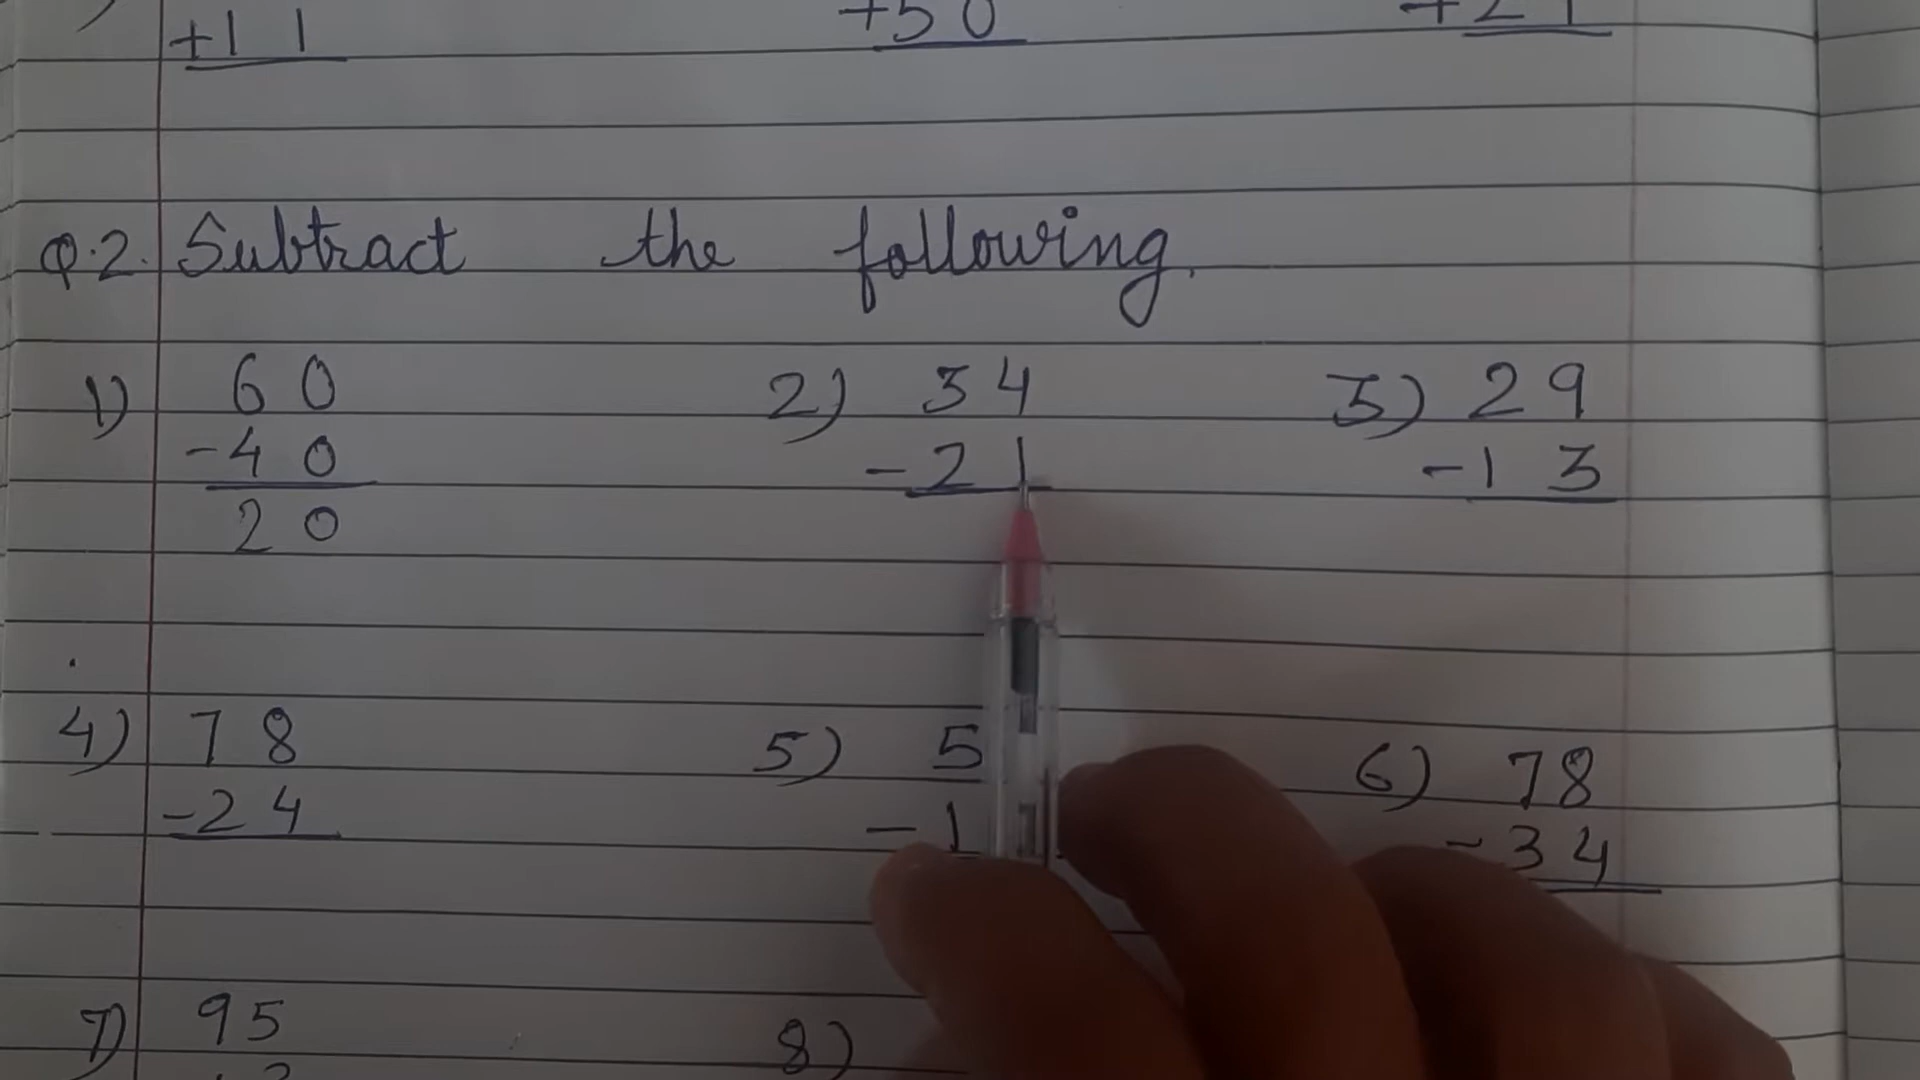 +11 +50 +21
Q.2. Subtract the following.
1) 60 2) 34 3) 29
-40 -21 -13
20
4) 78 5) 5 6) 78
-24 -1 -34
7) 95 8)